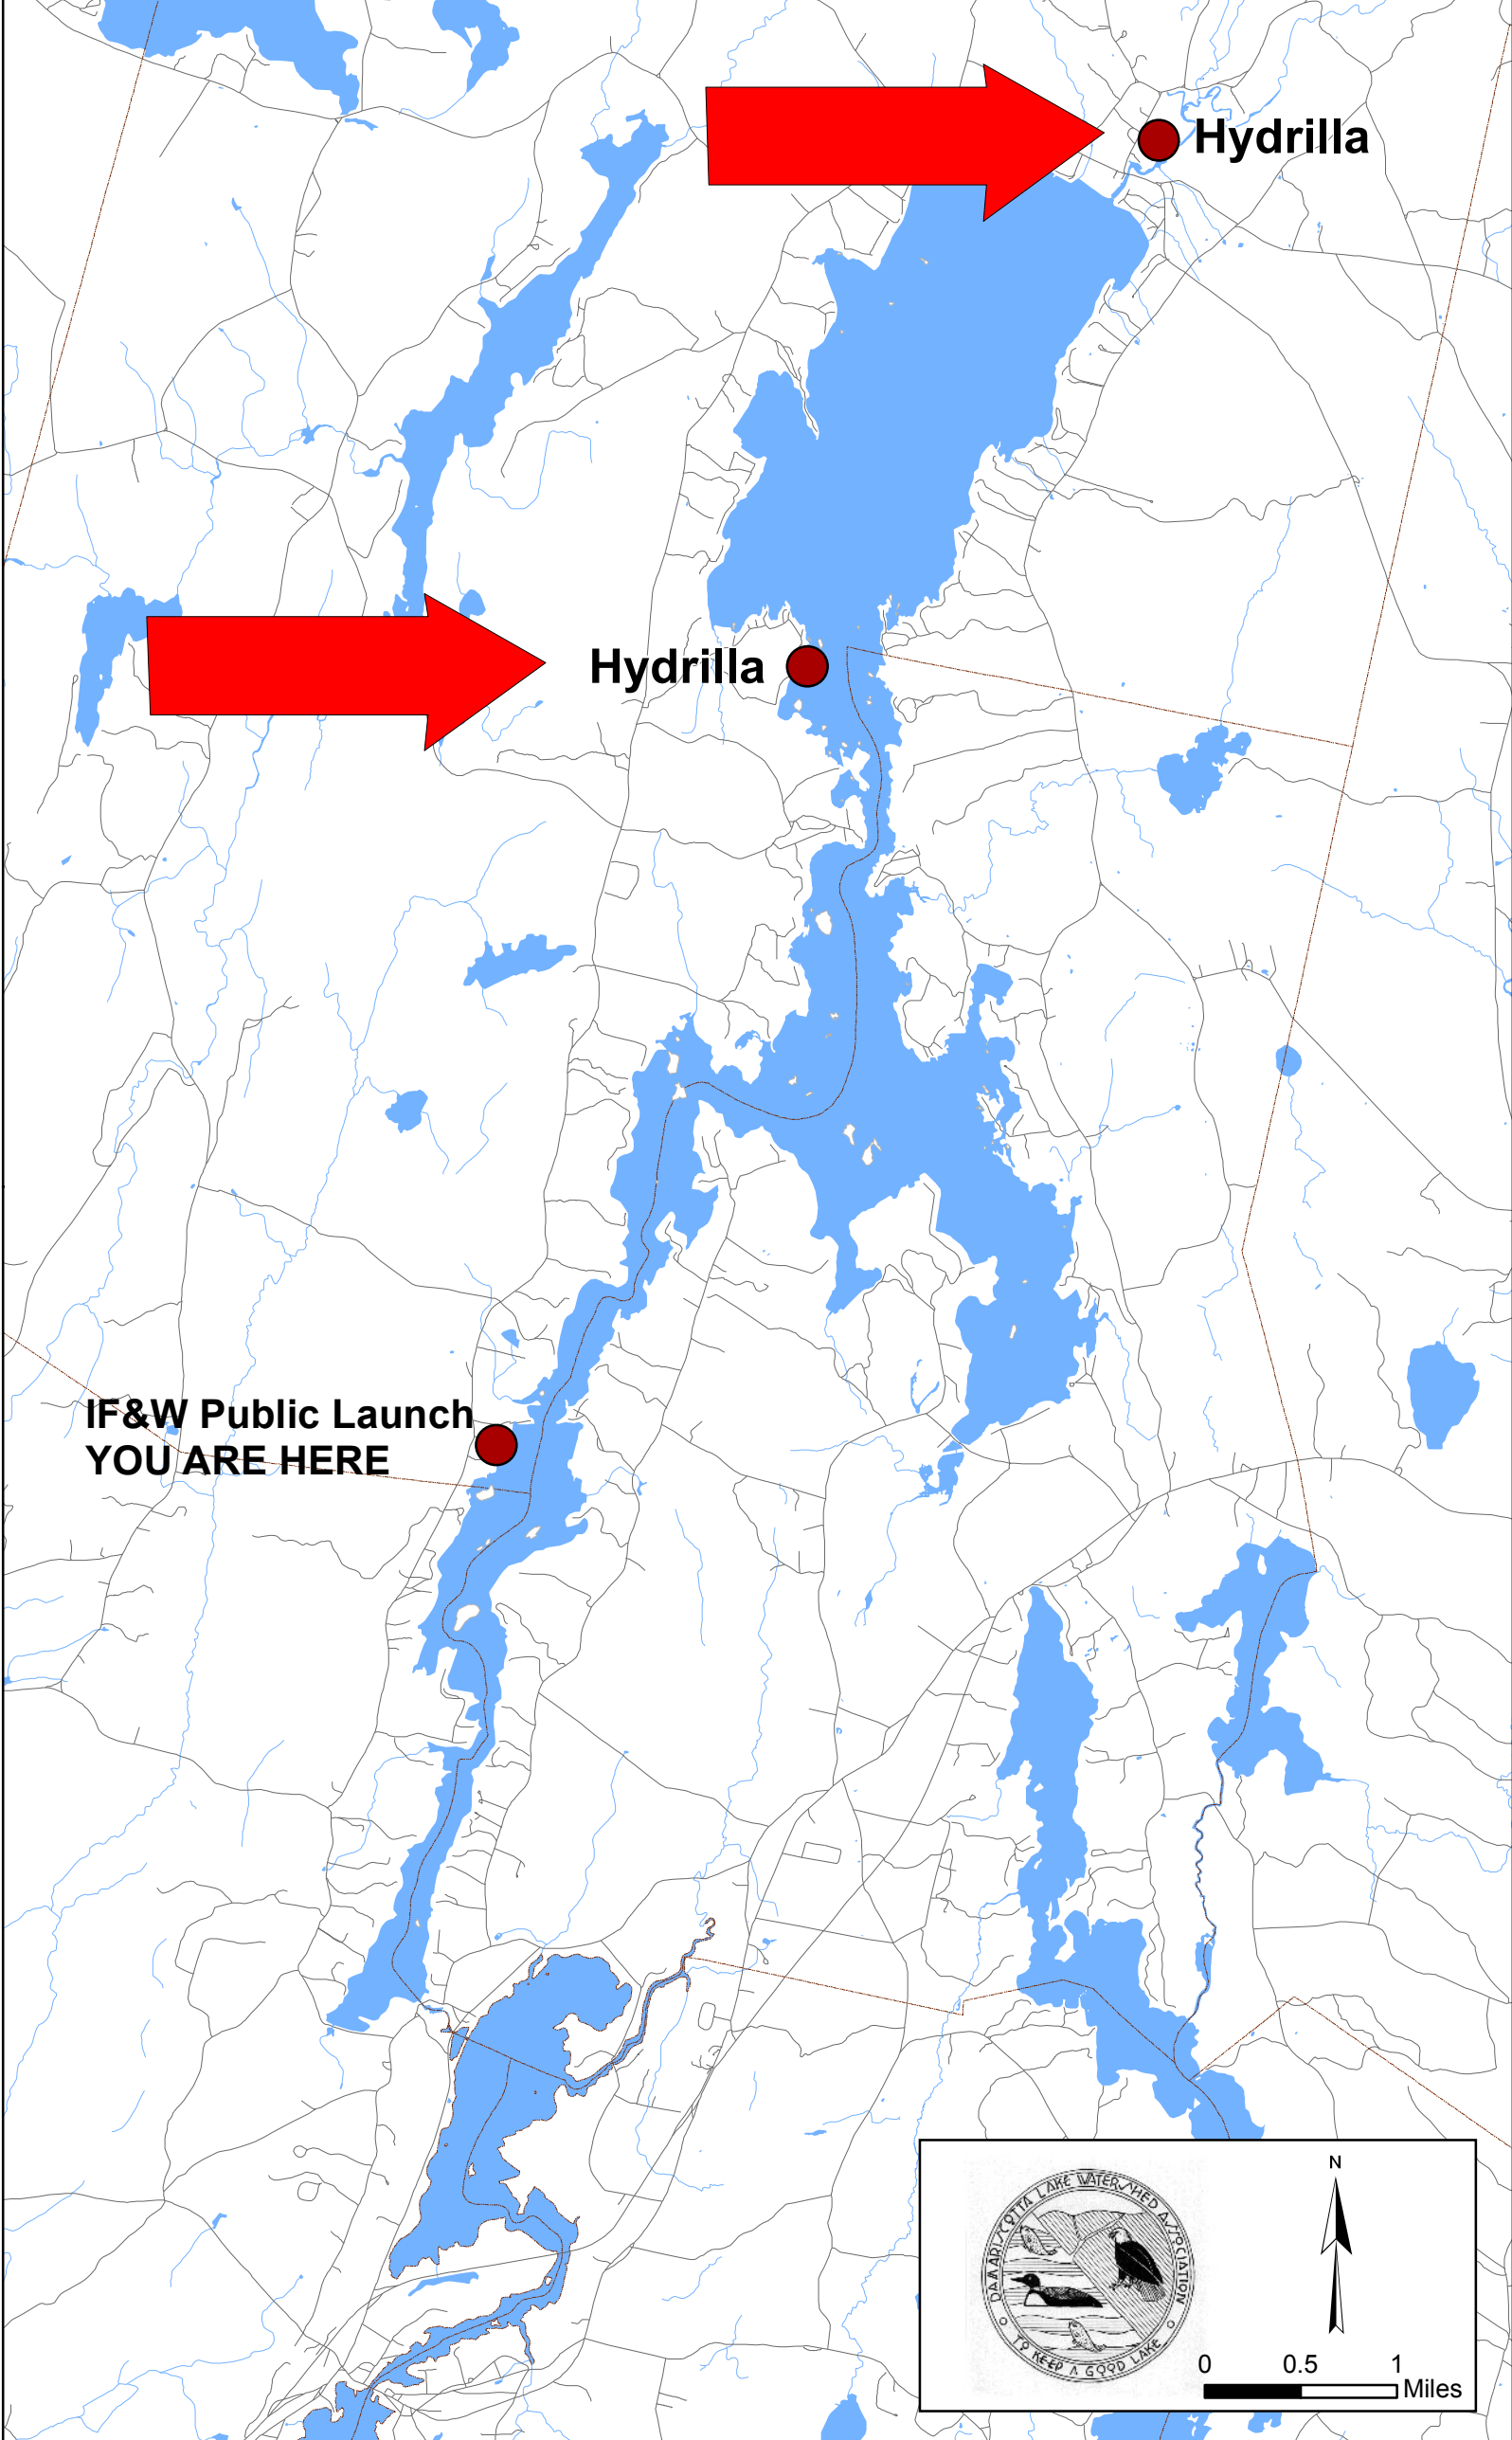 Hydrilla
Hydrilla
IF&W Public Launch
YOU ARE HERE
N
DAMARISCOTTA LAKE WATERSHED ASSOCIATION
TO KEEP A GOOD LAKE
0 0.5 1
Miles